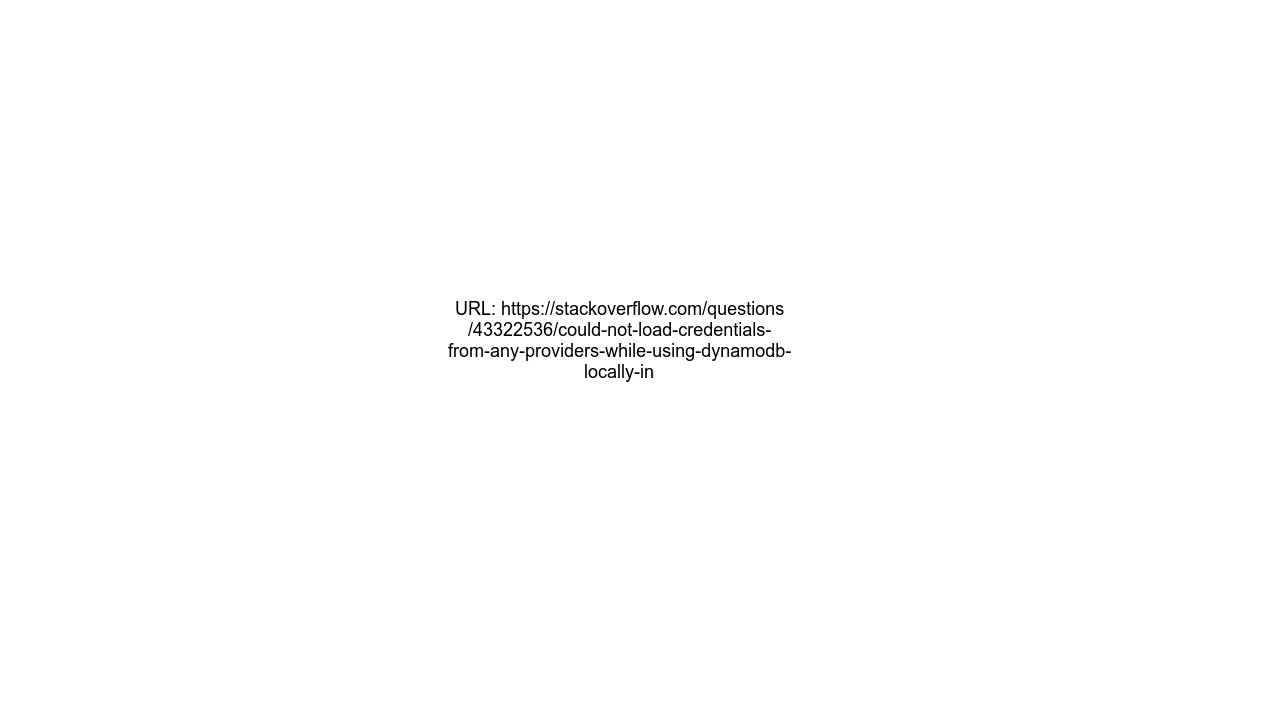 URL: https://stackoverflow.com/questions
/43322536/could-not-load-credentials-
from-any-providers-while-using-dynamodb-
locally-in